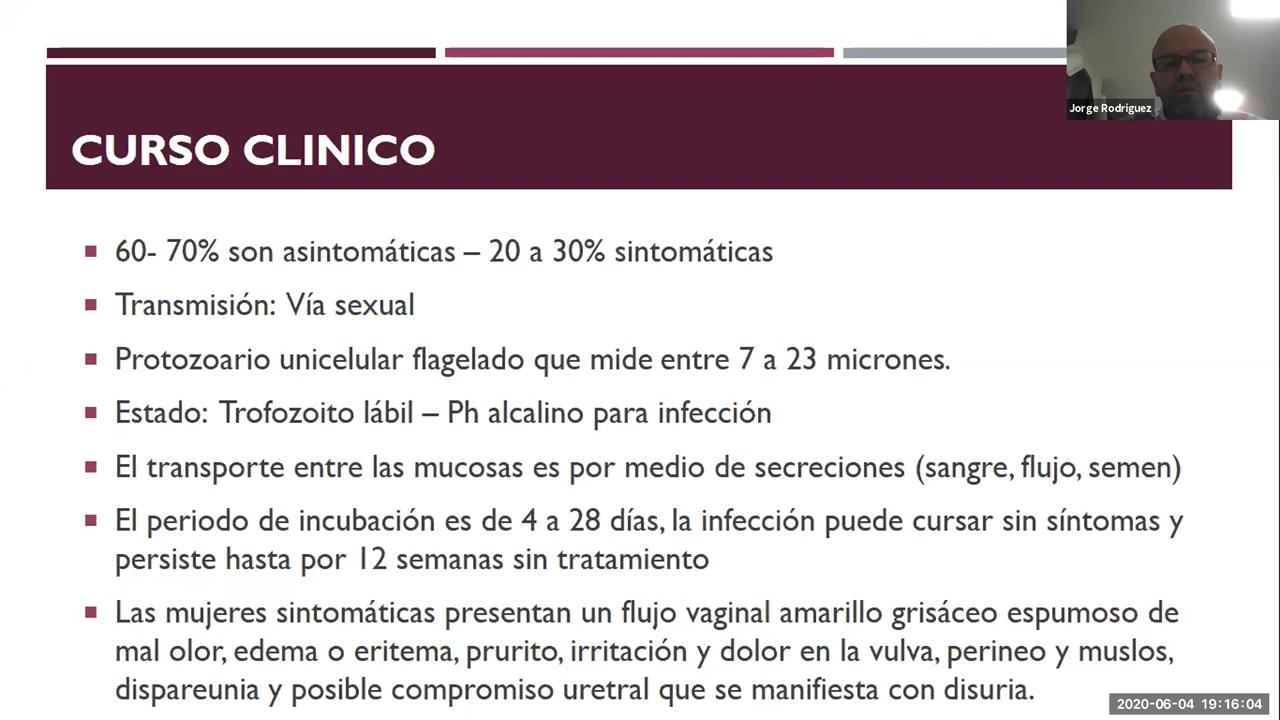 Jorge Rodriguez
CURSO CLINICO
60- 70% son asintomáticas – 20 a 30% sintomáticas
Transmisión: Vía sexual
Protozoario unicelular flagelado que mide entre 7 a 23 micrones.
Estado: Trofozoito lábil – Ph alcalino para infección
El transporte entre las mucosas es por medio de secreciones (sangre, flujo, semen)
El periodo de incubación es de 4 a 28 días, la infección puede cursar sin síntomas y
persiste hasta por 12 semanas sin tratamiento
Las mujeres sintomáticas presentan un flujo vaginal amarillo grisáceo espumoso de
mal olor, edema o eritema, prurito, irritación y dolor en la vulva, perineo y muslos,
dispareunia y posible compromiso uretral que se manifiesta con disuria.
2020-06-04 19:16:04